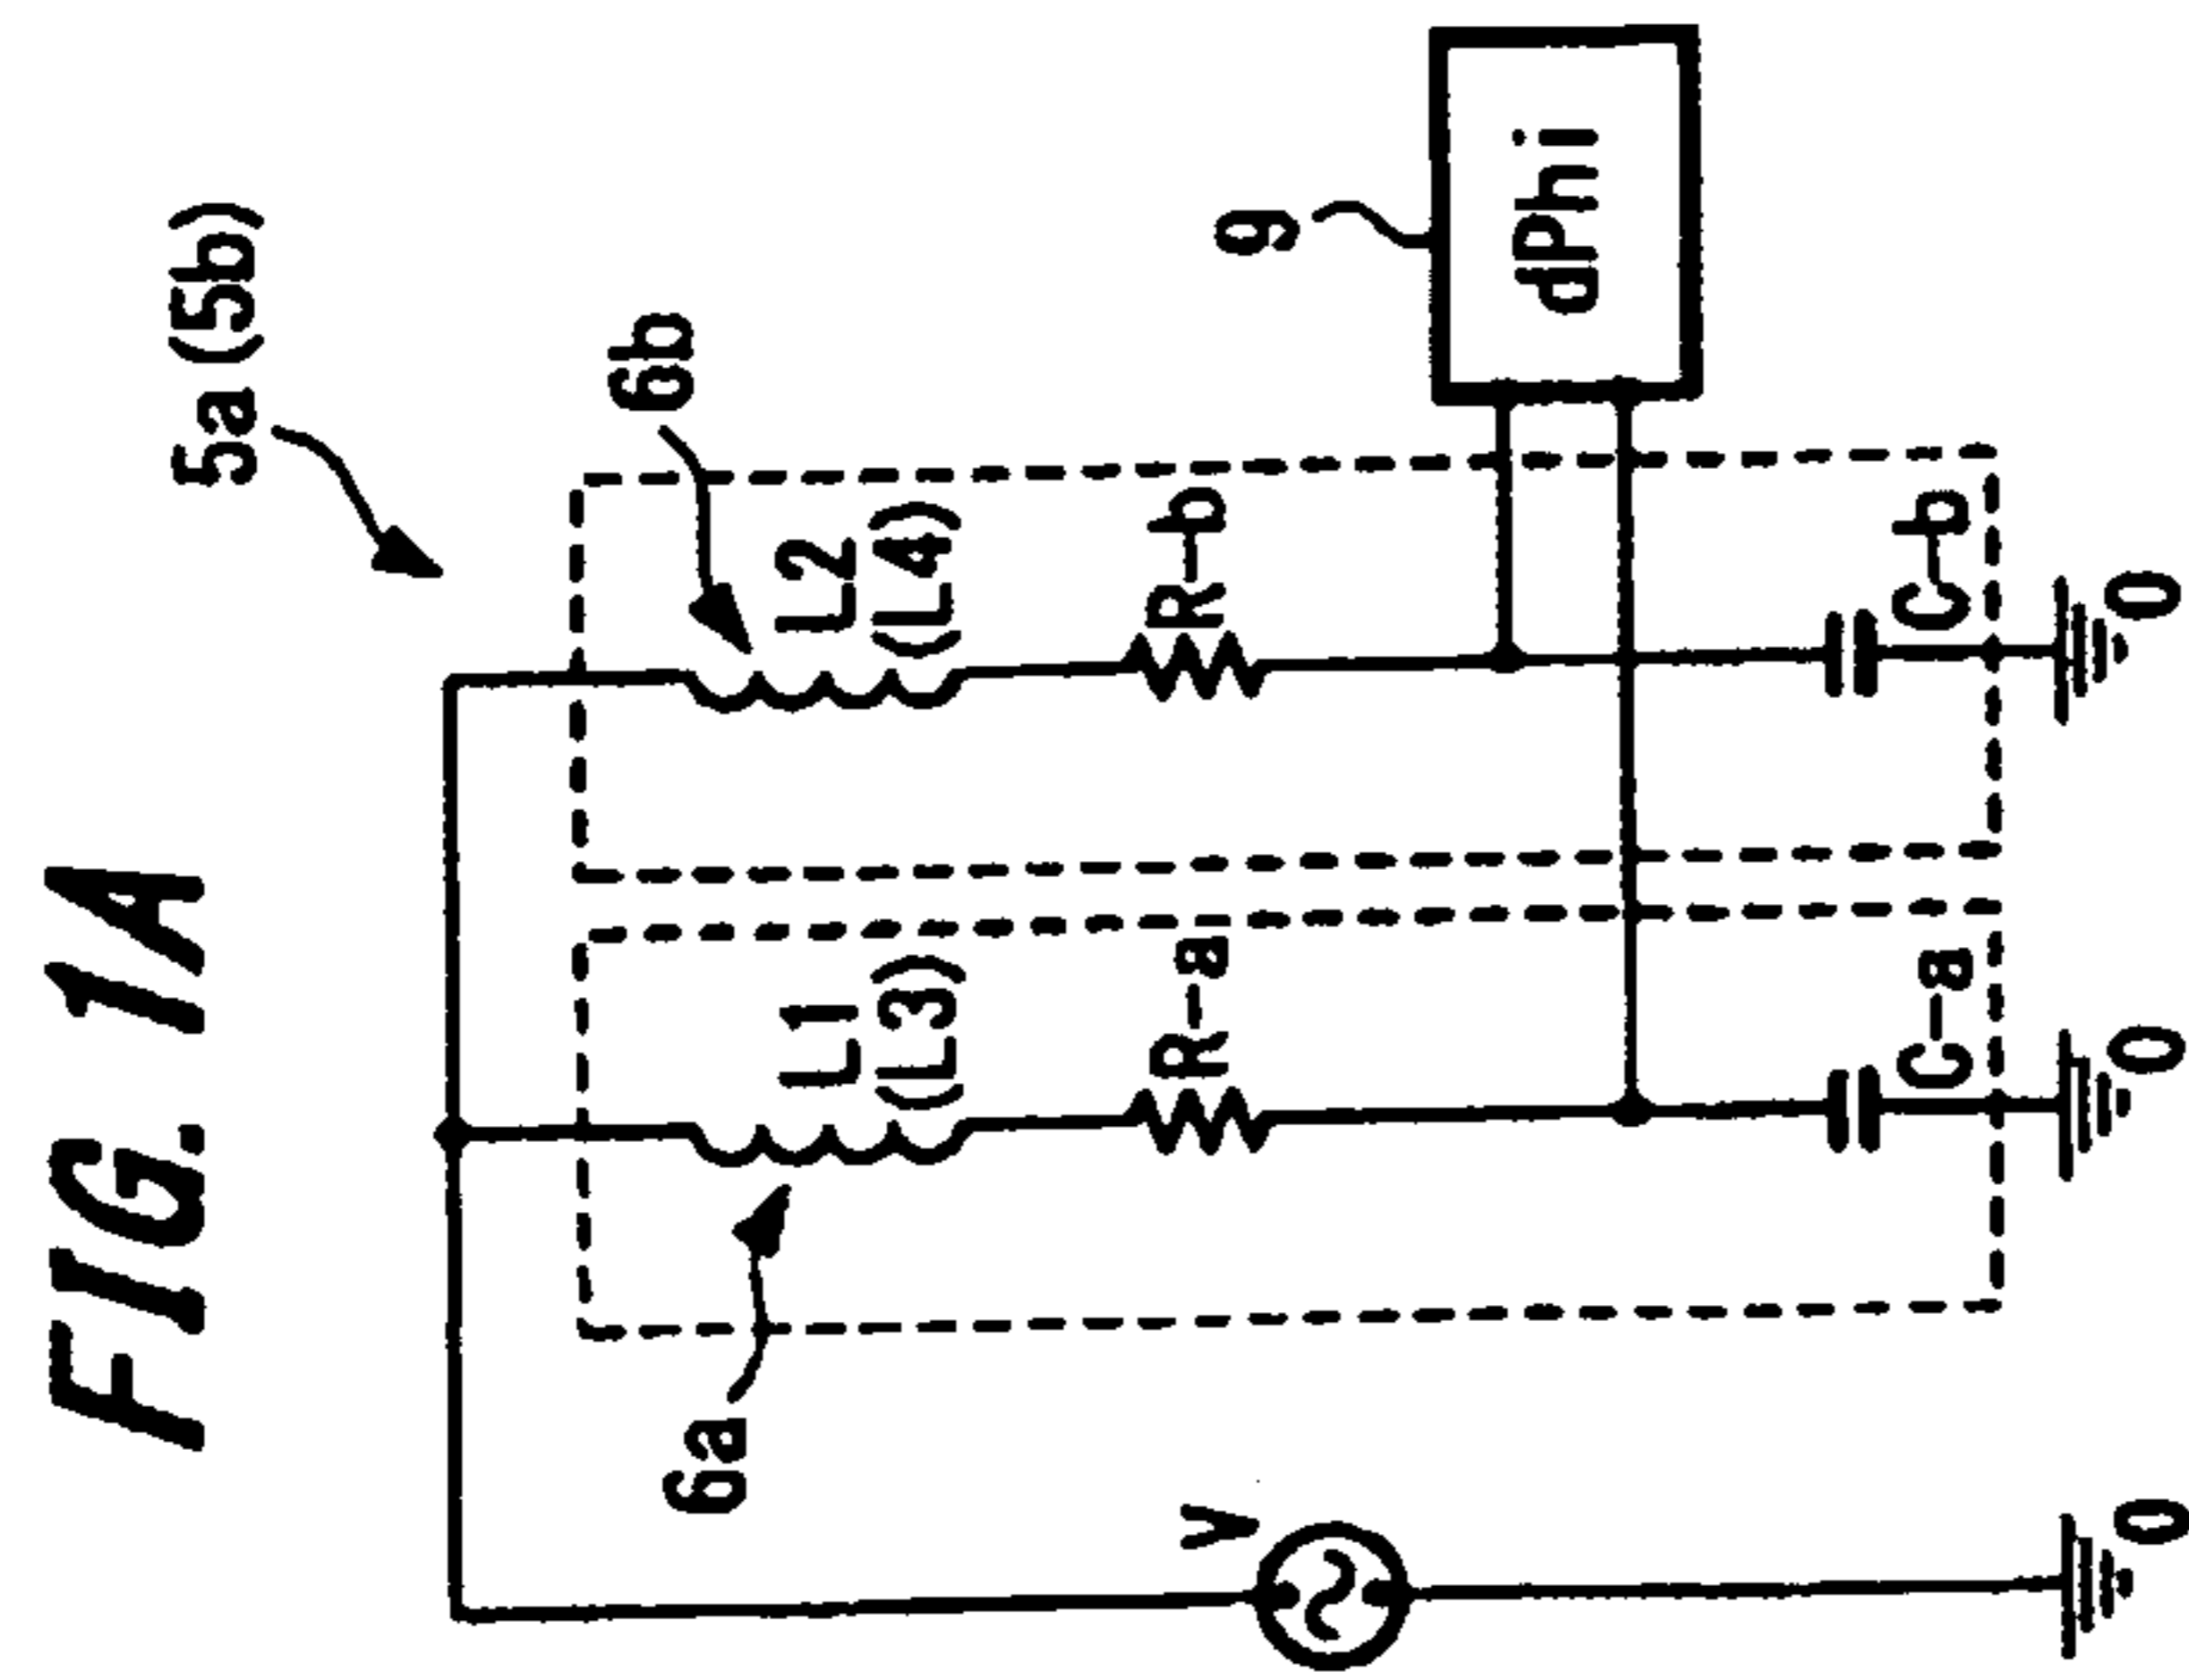 FIG. 1A
5a(5b)
6a
6b
L1
(L3)
L2
(L4)
V
R-a
R-b
9
dPhi
C-a
C-b
0
0
0